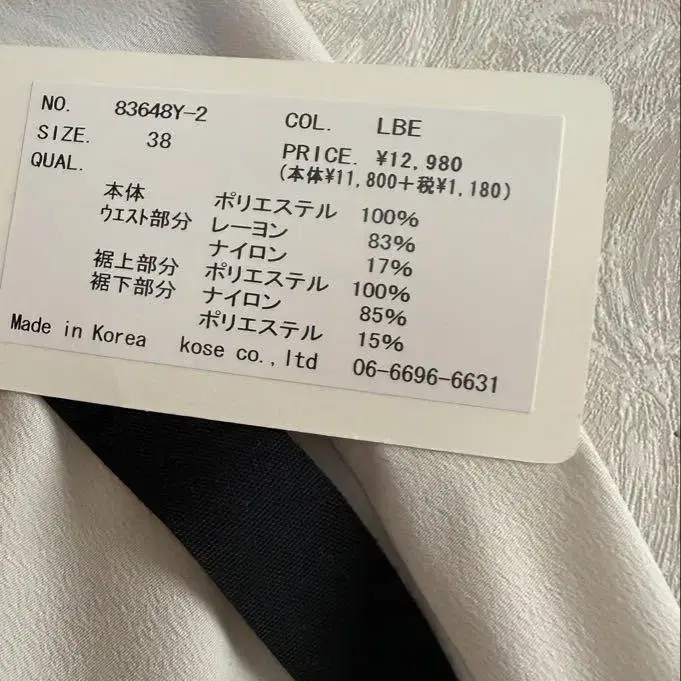 NO. 83648Y-2 COL. LBE
SIZE. 38 PRICE. ¥12,980
QUAL. (本体¥11,800+税¥1,180)
本体 ポリエステル 100%
ウエスト部分 レーヨン 83%
ナイロン 17%
裾上部分 ポリエステル 100%
裾下部分 ナイロン 85%
ポリエステル 15%
Made in Korea kose co.,ltd 06-6696-6631